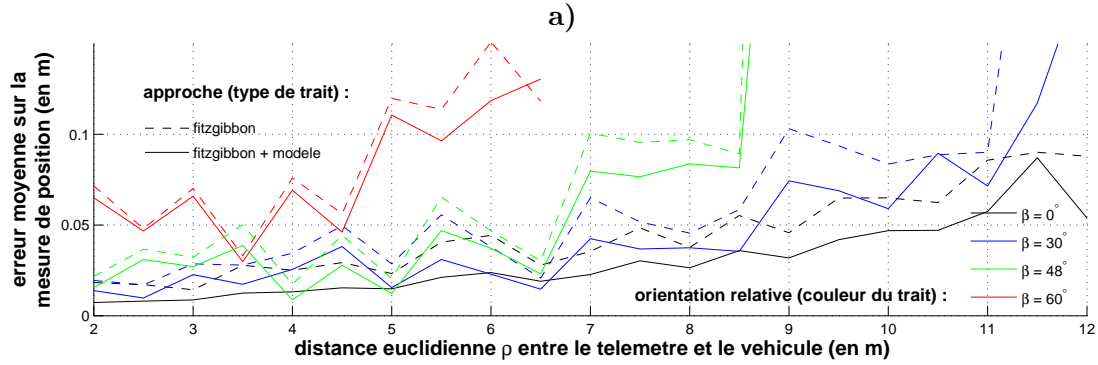 a)
erreur moyenne sur la
mesure de position (en m)
0.1
0.05
0
approche (type de trait) :
fitzgibbon
fitzgibbon + modele
β = 0°
β = 30°
β = 48°
β = 60°
orientation relative (couleur du trait) :
2 3 4 5 6 7 8 9 10 11 12
distance euclidienne ρ entre le telemetre et le vehicule (en m)